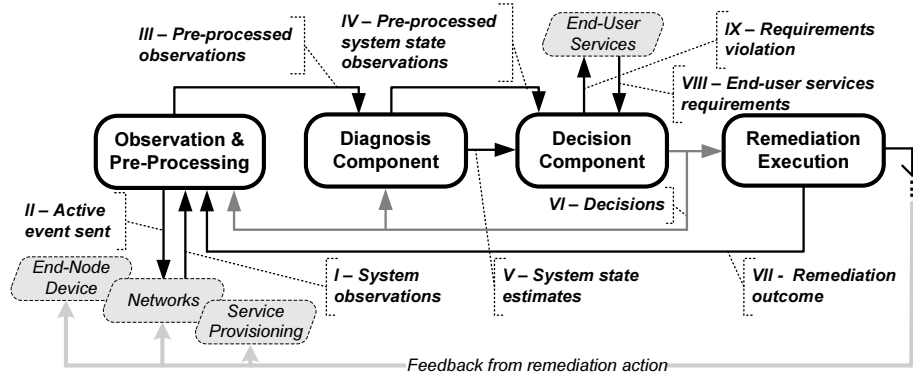 III – Pre-processed
observations
IV – Pre-processed
system state
observations
End-User
Services
IX – Requirements
violation
VIII – End-user services
requirements
Observation &
Pre-Processing
Diagnosis
Component
Decision
Component
Remediation
Execution
II – Active
event sent
VI – Decisions
End-Node
Device
Networks
Service
Provisioning
I – System
observations
V – System state
estimates
VII - Remediation
outcome
Feedback from remediation action